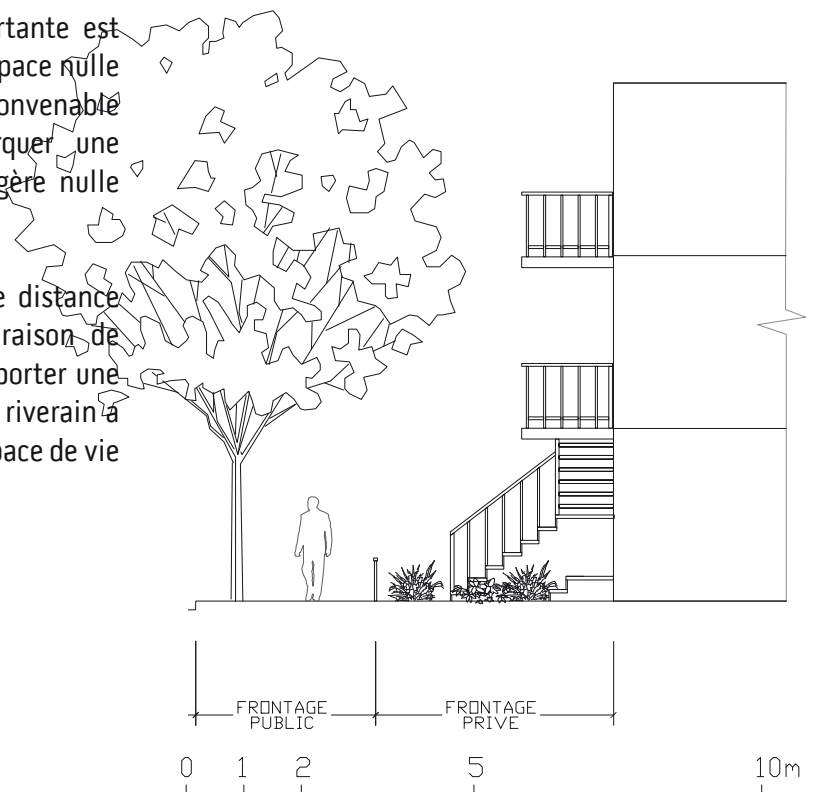 rtante est
pace nulle
onvenable
rquer une
gère nulle
e distance
raison de
porter une
riverain à
pace de vie
FRONTAGE
PUBLIC
FRONTAGE
PRIVE
0 1 2 5 10m